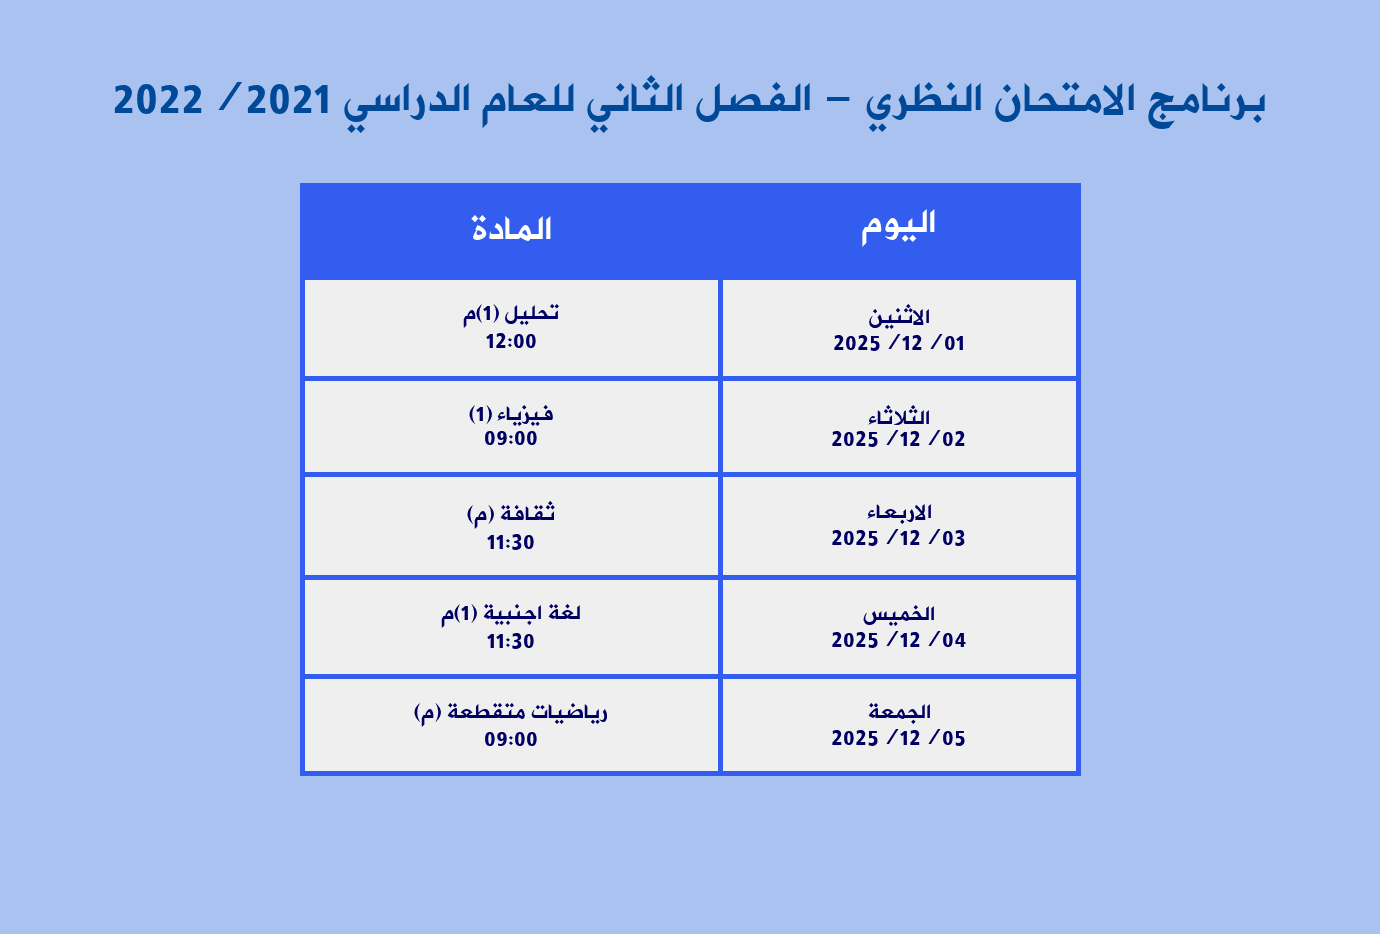 برنامج الامتحان النظري – الفصل الثاني للعام الدراسي 2021/ 2022
اليوم
المادة
الاثنين
01/ 12/ 2025
تحليل (1)م
12:00
الثلاثاء
02/ 12/ 2025
فيزياء (1)
09:00
الاربعاء
03/ 12/ 2025
ثقافة (م)
11:30
الخميس
04/ 12/ 2025
لغة اجنبية (1)م
11:30
الجمعة
05/ 12/ 2025
رياضيات متقطعة (م)
09:00